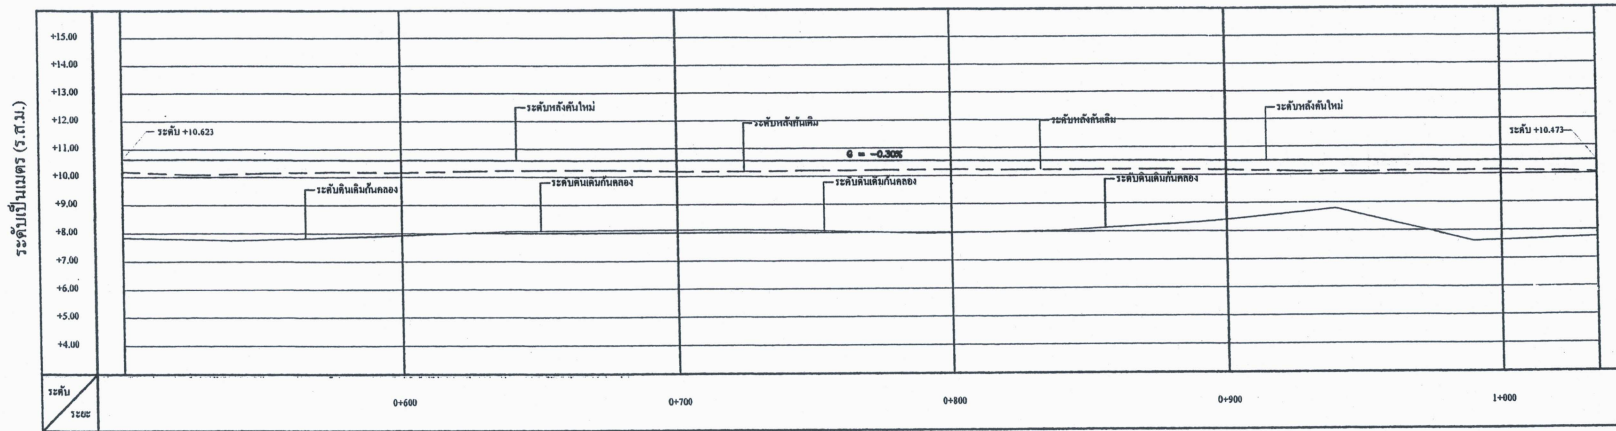 ระดับเป็นเมตร (ร.ส.ม.)
+15.00
+14.00
+13.00
+12.00
+11.00
+10.00
+9.00
+8.00
+7.00
+6.00
+5.00
+4.00
ระดับ +10.623
ระดับหลังคันใหม่
ระดับหลังคันเดิม
ระดับหลังคันเดิม
ระดับหลังคันใหม่
ระดับ +10.473
G = -0.30%
ระดับดินเดิมก้นคลอง
ระดับดินเดิมก้นคลอง
ระดับดินเดิมก้นคลอง
ระดับดินเดิมก้นคลอง
ระดับ
ระยะ
0+600
0+700
0+800
0+900
1+000